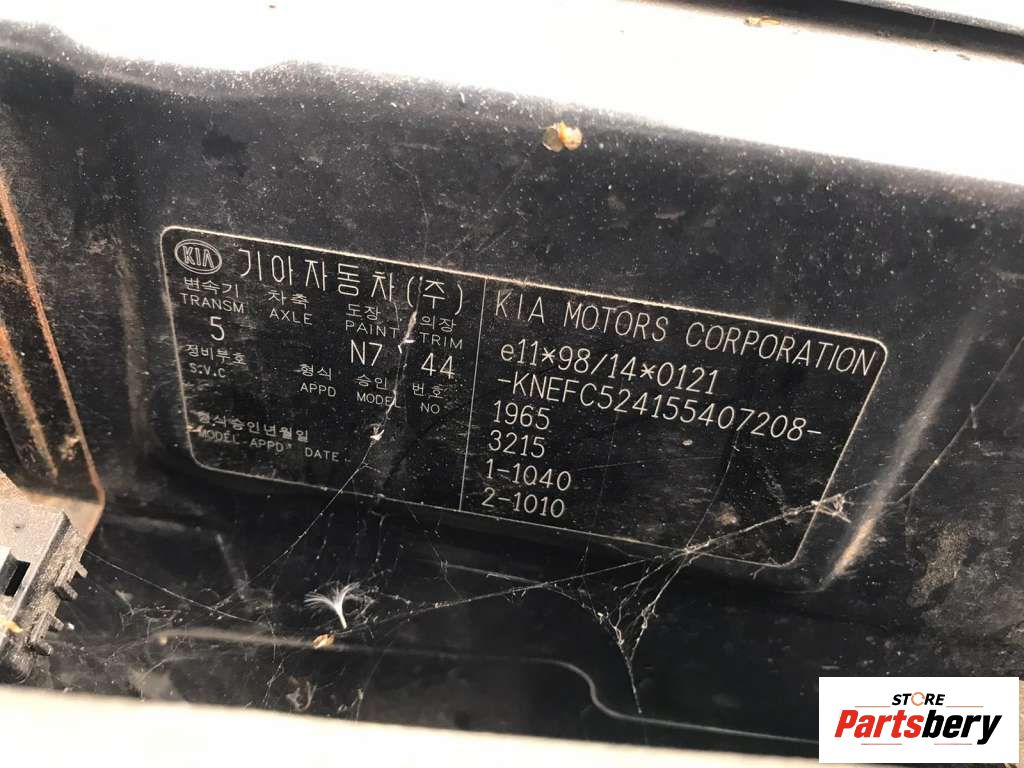 KIA 기아자동차(주)
변속기 차축 도장 의장
TRANSM AXLE PAINT TRIM
5 N7 44
정비부호 형식 승인 번호
S.V.C APPD MODEL NO
형식승인년월일
MODEL-APPD' DATE
KIA MOTORS CORPORATION
e11*98/14*0121
-KNEFC524155407208-
1965
3215
1-1040
2-1010
STORE
Partsbery